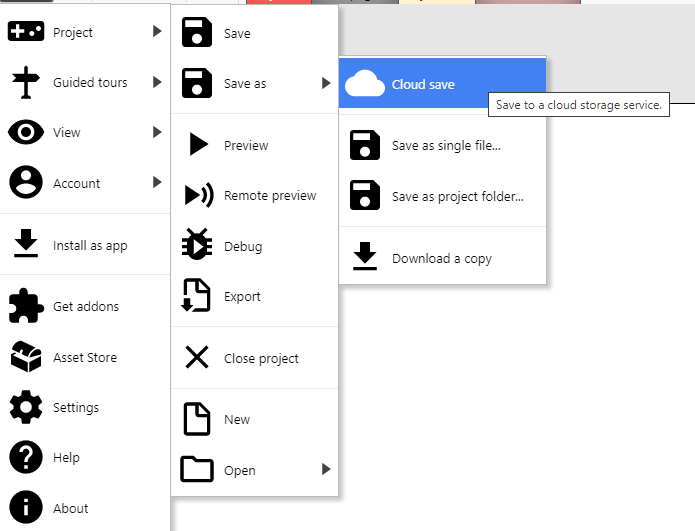 Project
Guided tours
View
Account
Install as app
Get addons
Asset Store
Settings
Help
About
Save
Save as
Preview
Remote preview
Debug
Export
Close project
New
Open
Cloud save
Save to a cloud storage service.
Save as single file...
Save as project folder...
Download a copy